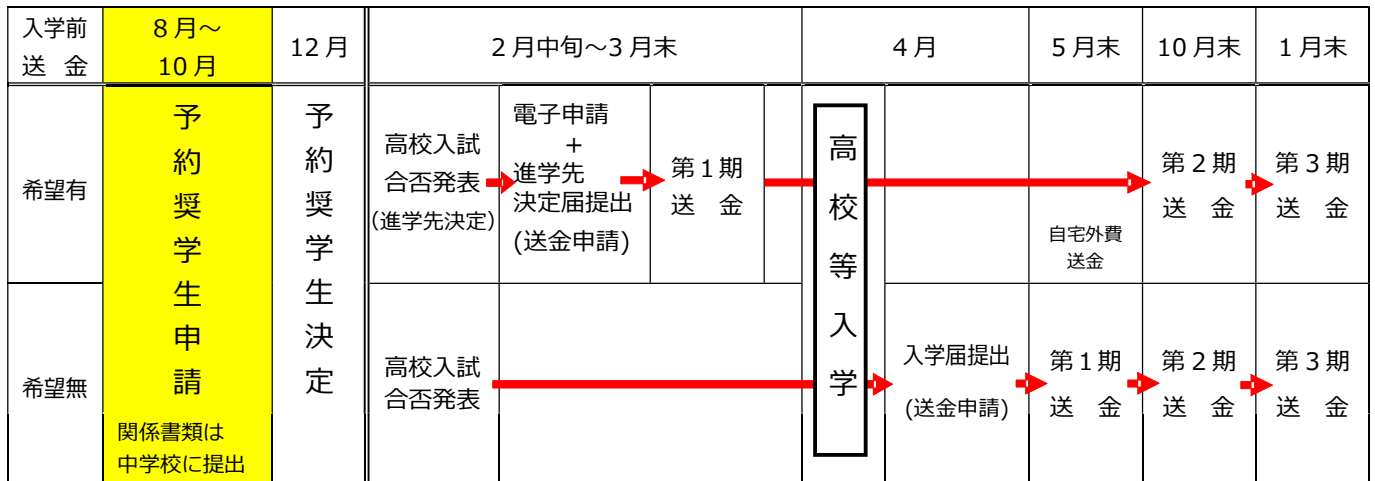 入学前
送 金
8月～
10月
12月
2月中旬～3月末
4月
5月末
10月末
1月末
希望有
予約奨学生申請
関係書類は
中学校に提出
予約奨学生決定
高校入試
合否発表
(進学先決定)
電子申請
+
進学先
決定届提出
(送金申請)
第1期
送 金
高校等入学
自宅外費
送金
第2期
送 金
第3期
送 金
希望無
高校入試
合否発表
入学届提出
(送金申請)
第1期
送 金
第2期
送 金
第3期
送 金